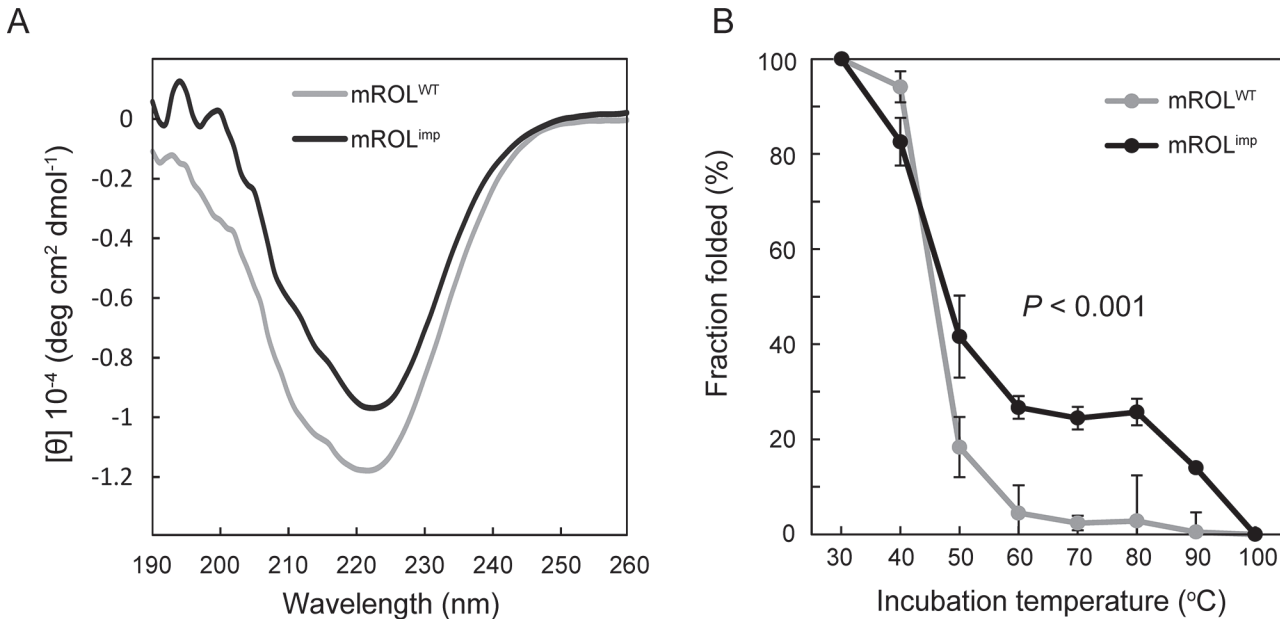 A
mROLWT
mROLimp
0
-0.2
-0.4
-0.6
-0.8
-1
-1.2
[θ] 10-4 (deg cm2 dmol-1)
190 200 210 220 230 240 250 260
Wavelength (nm)
B
mROLWT
mROLimp
P < 0.001
100
80
60
40
20
0
Fraction folded (%)
30 40 50 60 70 80 90 100
Incubation temperature (oC)